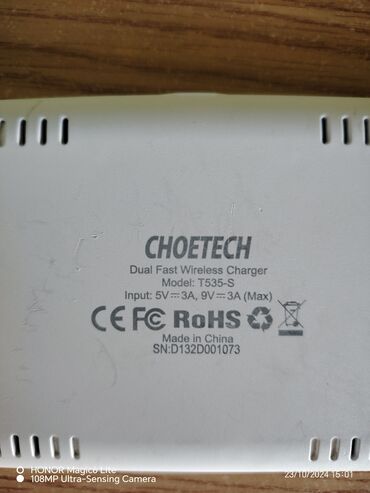 CHOETECH
Dual Fast Wireless Charger
Model: T535-S
Input: 5V⎓3A, 9V⎓3A (Max)
CE FC RoHS
Made in China
SN:D132D001073
HONOR Magic6 Lite
108MP Ultra-Sensing Camera
23/10/2024 15:01